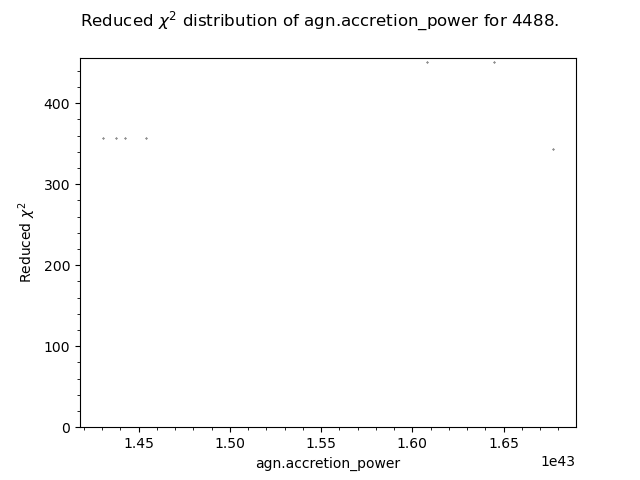 Reduced χ² distribution of agn.accretion_power for 4488.
400
300
200
100
0
Reduced χ²
1.45 1.50 1.55 1.60 1.65
1e43
agn.accretion_power